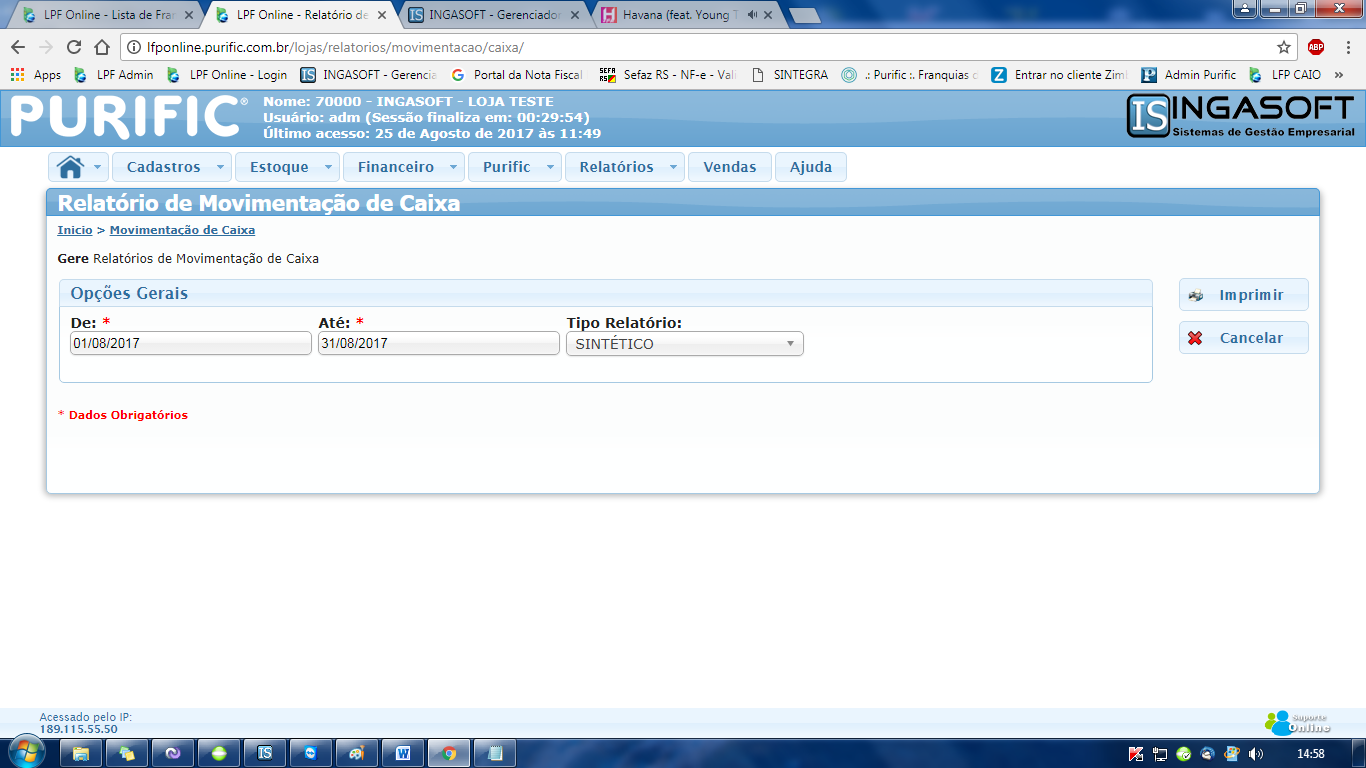 LPF Online - Lista de Fran
LPF Online - Relatório de
INGASOFT - Gerenciador
Havana (feat. Young T
lfponline.purific.com.br/lojas/relatorios/movimentacao/caixa/
ABP
Apps
LPF Admin
LPF Online - Login
INGASOFT - Gerencia
Portal da Nota Fiscal
Sefaz RS - NF-e - Vali
SINTEGRA
.: Purific :. Franquias o
Entrar no cliente Zimb
Admin Purific
LFP CAIO
»
PURIFIC®
Nome: 70000 - INGASOFT - LOJA TESTE
Usuário: adm (Sessão finaliza em: 00:29:54)
Último acesso: 25 de Agosto de 2017 às 11:49
IS INGASOFT
Sistemas de Gestão Empresarial
Cadastros
Estoque
Financeiro
Purific
Relatórios
Vendas
Ajuda
Relatório de Movimentação de Caixa
Inicio > Movimentação de Caixa
Gere Relatórios de Movimentação de Caixa
Opções Gerais
De: *
Até: *
Tipo Relatório:
01/08/2017
31/08/2017
SINTÉTICO
Imprimir
Cancelar
* Dados Obrigatórios
Acessado pelo IP:
189.115.55.50
Suporte
Online
14:58